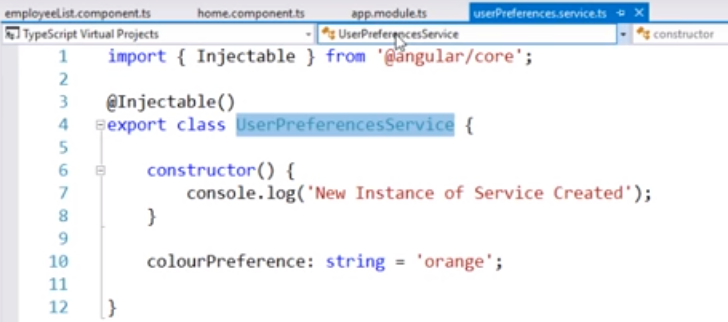 employeeList.component.ts home.component.ts app.module.ts userPreferences.service.ts
TypeScript Virtual Projects UserPreferencesService constructor
1 import { Injectable } from '@angular/core';
2
3 @Injectable()
4 export class UserPreferencesService {
5
6 constructor() {
7 console.log('New Instance of Service Created');
8 }
9
10 colourPreference: string = 'orange';
11
12 }